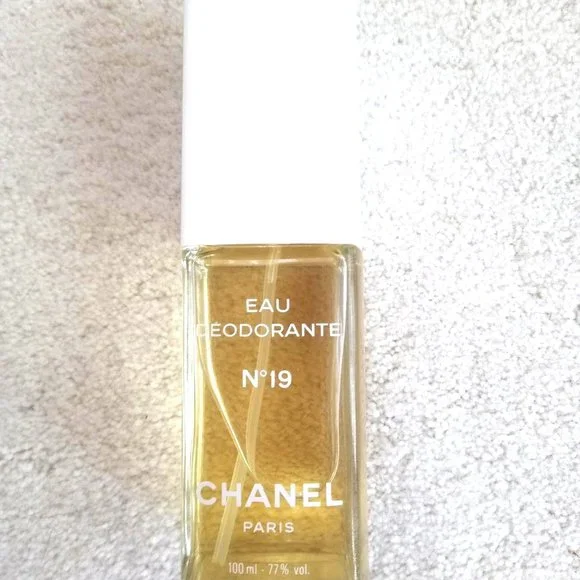 EAU
DÉODORANTE
N°19
CHANEL
PARIS
100 ml - 77% vol.